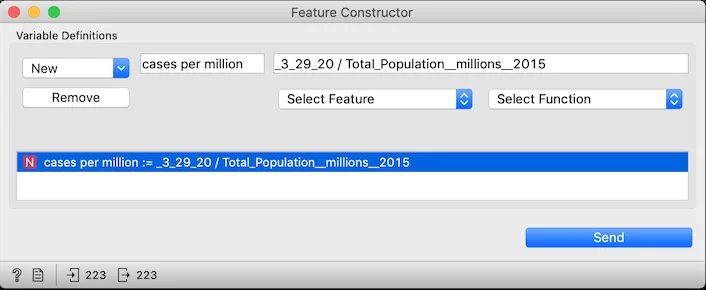 Feature Constructor
Variable Definitions
New
cases per million
_3_29_20 / Total_Population__millions__2015
Remove
Select Feature
Select Function
N cases per million := _3_29_20 / Total_Population__millions__2015
Send
? 223 223